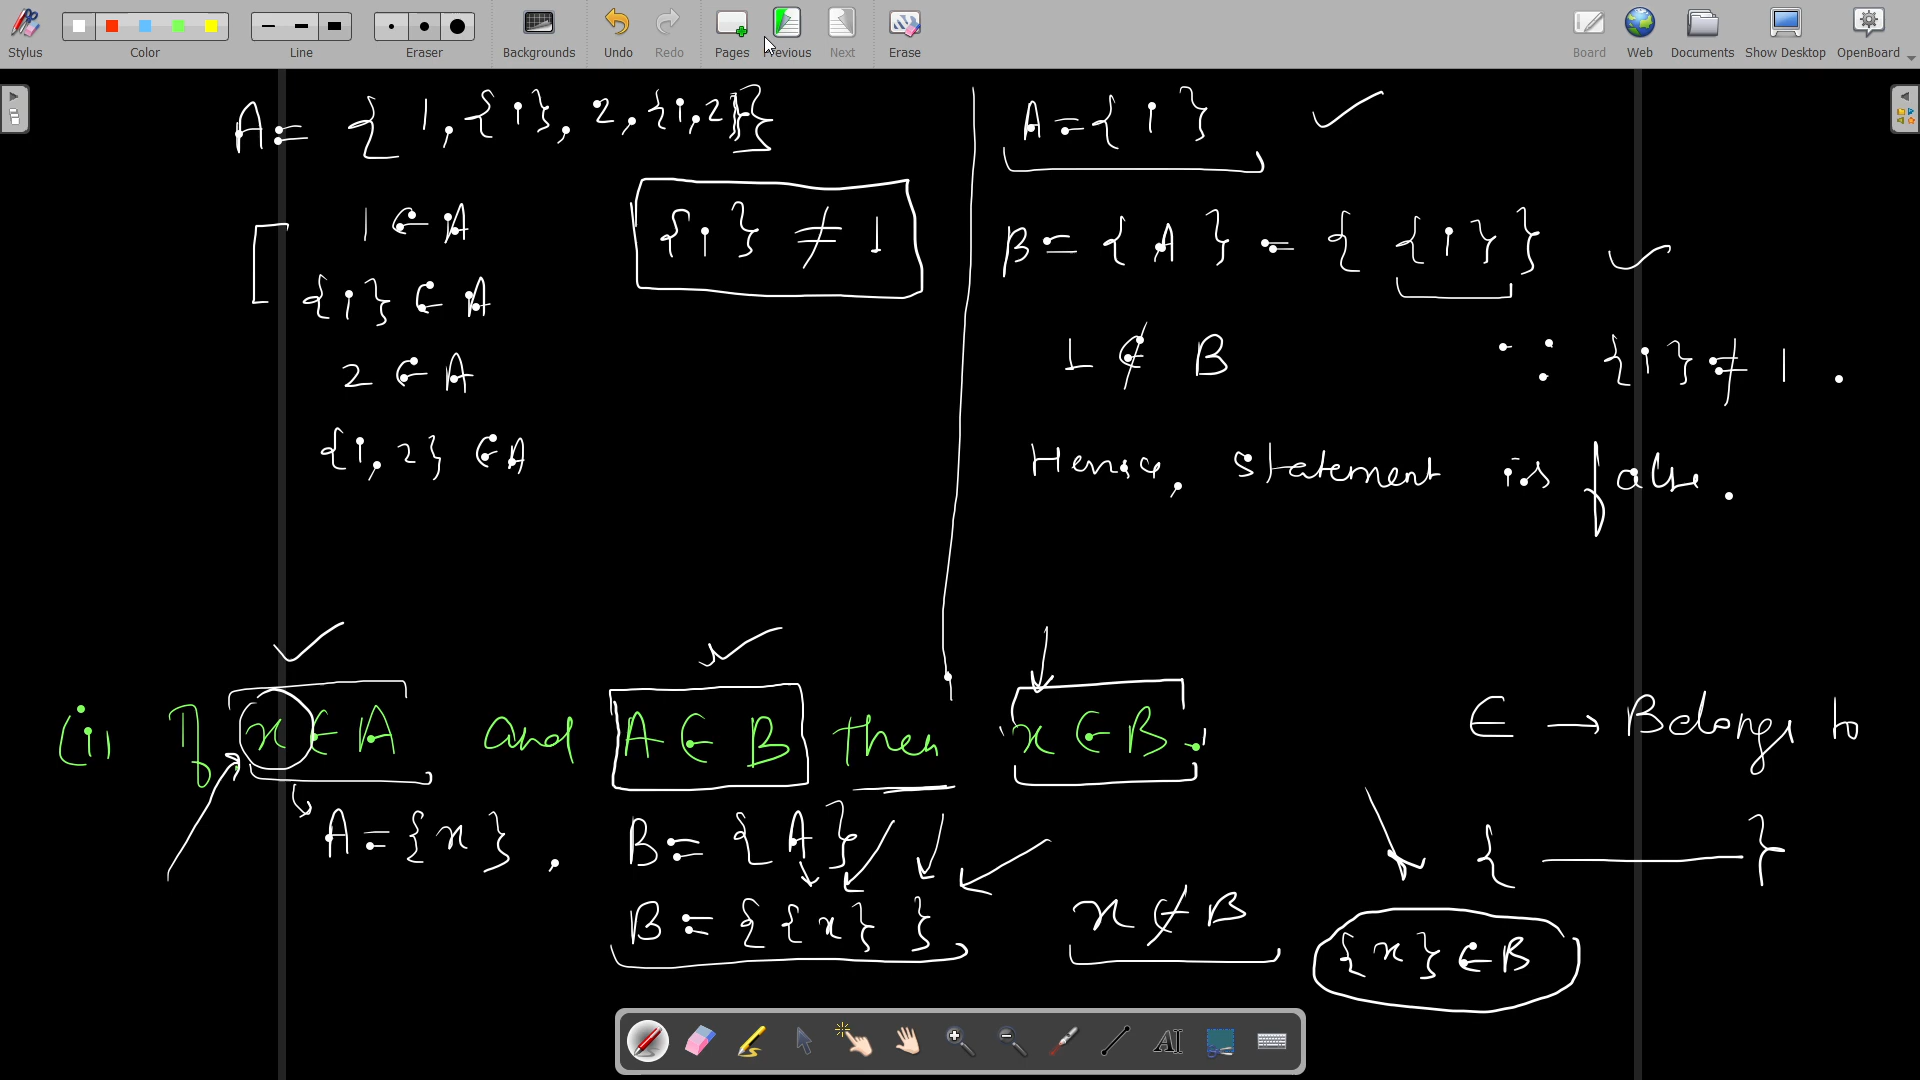 Stylus Color Line Eraser Backgrounds Undo Redo Pages Previous Next Erase Board Web Documents Show Desktop OpenBoard
A = { 1, {1}, 2, {1,2}}
1 ∈ A
{1} ∈ A
2 ∈ A
{1,2} ∈ A
{1} ≠ 1
A = { 1 }
B = { A } = { {1} }
1 ∉ B ∵ {1} ≠ 1 .
Hence, statement is false.
(i) If x ∈ A and A ∈ B then x ∈ B.
∈ → Belongs to
A = { x } . B = { A }
{ — }
B = { { x } } x ∉ B
{ x } ∈ B